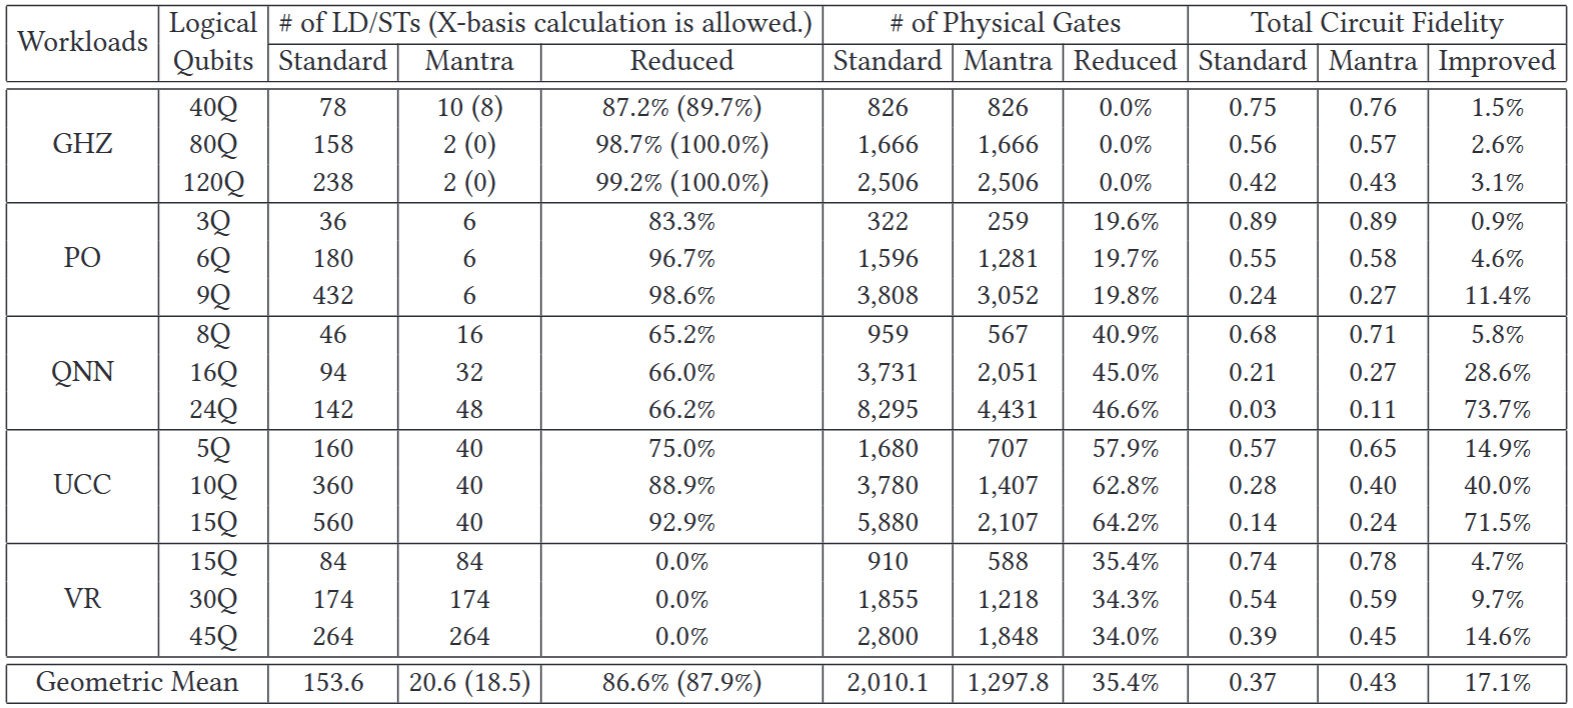 Workloads Logical Qubits # of LD/STs (X-basis calculation is allowed.) # of Physical Gates Total Circuit Fidelity
Standard Mantra Reduced Standard Mantra Reduced Standard Mantra Improved
GHZ 40Q 78 10 (8) 87.2% (89.7%) 826 826 0.0% 0.75 0.76 1.5%
80Q 158 2 (0) 98.7% (100.0%) 1,666 1,666 0.0% 0.56 0.57 2.6%
120Q 238 2 (0) 99.2% (100.0%) 2,506 2,506 0.0% 0.42 0.43 3.1%
PO 3Q 36 6 83.3% 322 259 19.6% 0.89 0.89 0.9%
6Q 180 6 96.7% 1,596 1,281 19.7% 0.55 0.58 4.6%
9Q 432 6 98.6% 3,808 3,052 19.8% 0.24 0.27 11.4%
QNN 8Q 46 16 65.2% 959 567 40.9% 0.68 0.71 5.8%
16Q 94 32 66.0% 3,731 2,051 45.0% 0.21 0.27 28.6%
24Q 142 48 66.2% 8,295 4,431 46.6% 0.03 0.11 73.7%
UCC 5Q 160 40 75.0% 1,680 707 57.9% 0.57 0.65 14.9%
10Q 360 40 88.9% 3,780 1,407 62.8% 0.28 0.40 40.0%
15Q 560 40 92.9% 5,880 2,107 64.2% 0.14 0.24 71.5%
VR 15Q 84 84 0.0% 910 588 35.4% 0.74 0.78 4.7%
30Q 174 174 0.0% 1,855 1,218 34.3% 0.54 0.59 9.7%
45Q 264 264 0.0% 2,800 1,848 34.0% 0.39 0.45 14.6%
Geometric Mean 153.6 20.6 (18.5) 86.6% (87.9%) 2,010.1 1,297.8 35.4% 0.37 0.43 17.1%